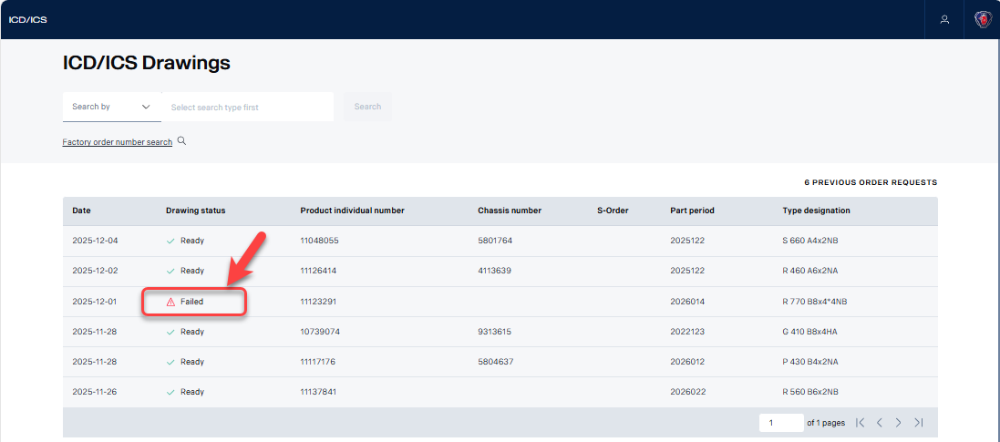 ICD/ICS
ICD/ICS Drawings
Search by Select search type first Search
Factory order number search
6 PREVIOUS ORDER REQUESTS
Date Drawing status Product individual number Chassis number S-Order Part period Type designation
2025-12-04 Ready 11048055 5801764 2025122 S 660 A4x2NB
2025-12-02 Ready 11126414 4113639 2025122 R 460 A6x2NA
2025-12-01 Failed 11123291 2026014 R 770 B8x4*4NB
2025-11-28 Ready 10739074 9313615 2022123 G 410 B8x4HA
2025-11-28 Ready 11117176 5804637 2026012 P 430 B4x2NA
2025-11-26 Ready 11137841 2026022 R 560 B6x2NB
1 of 1 pages